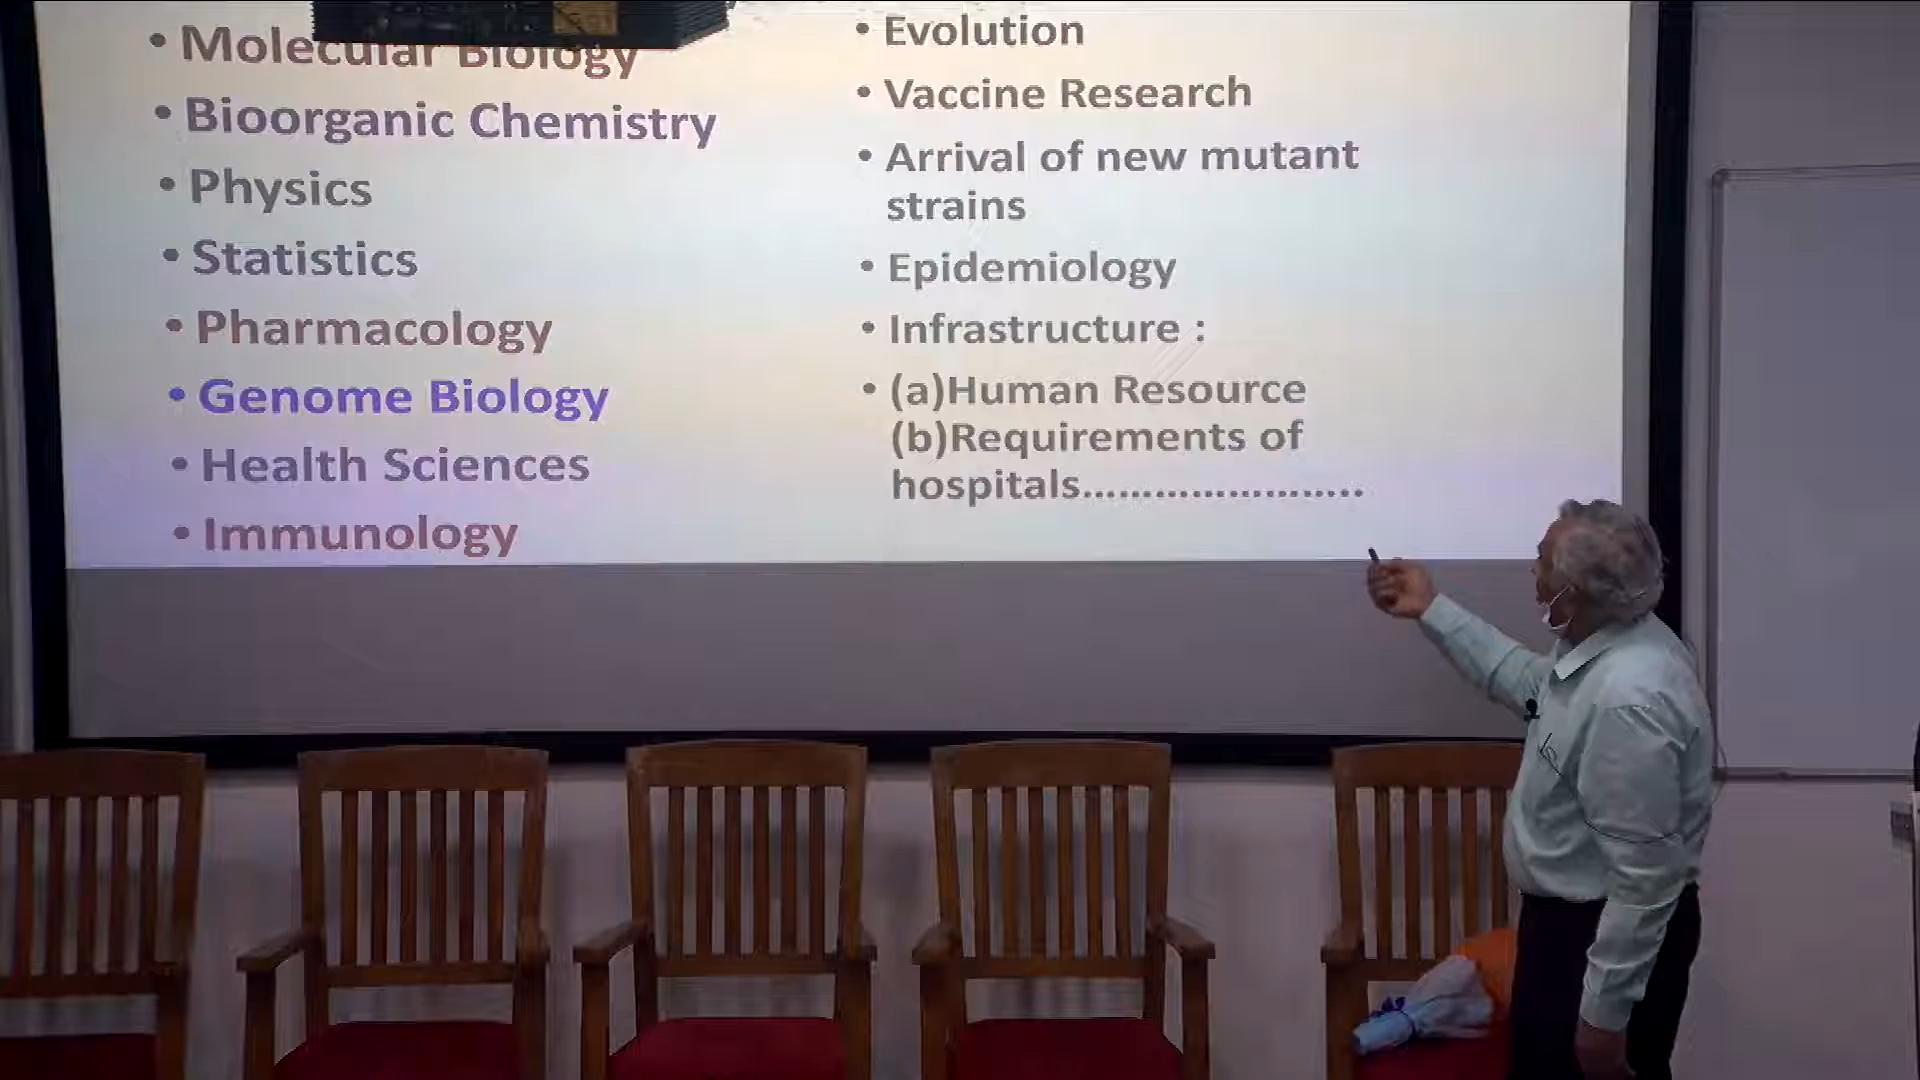 • Molecular Biology
• Bioorganic Chemistry
• Physics
• Statistics
• Pharmacology
• Genome Biology
• Health Sciences
• Immunology
• Evolution
• Vaccine Research
• Arrival of new mutant
strains
• Epidemiology
• Infrastructure :
• (a)Human Resource
(b)Requirements of
hospitals.......................